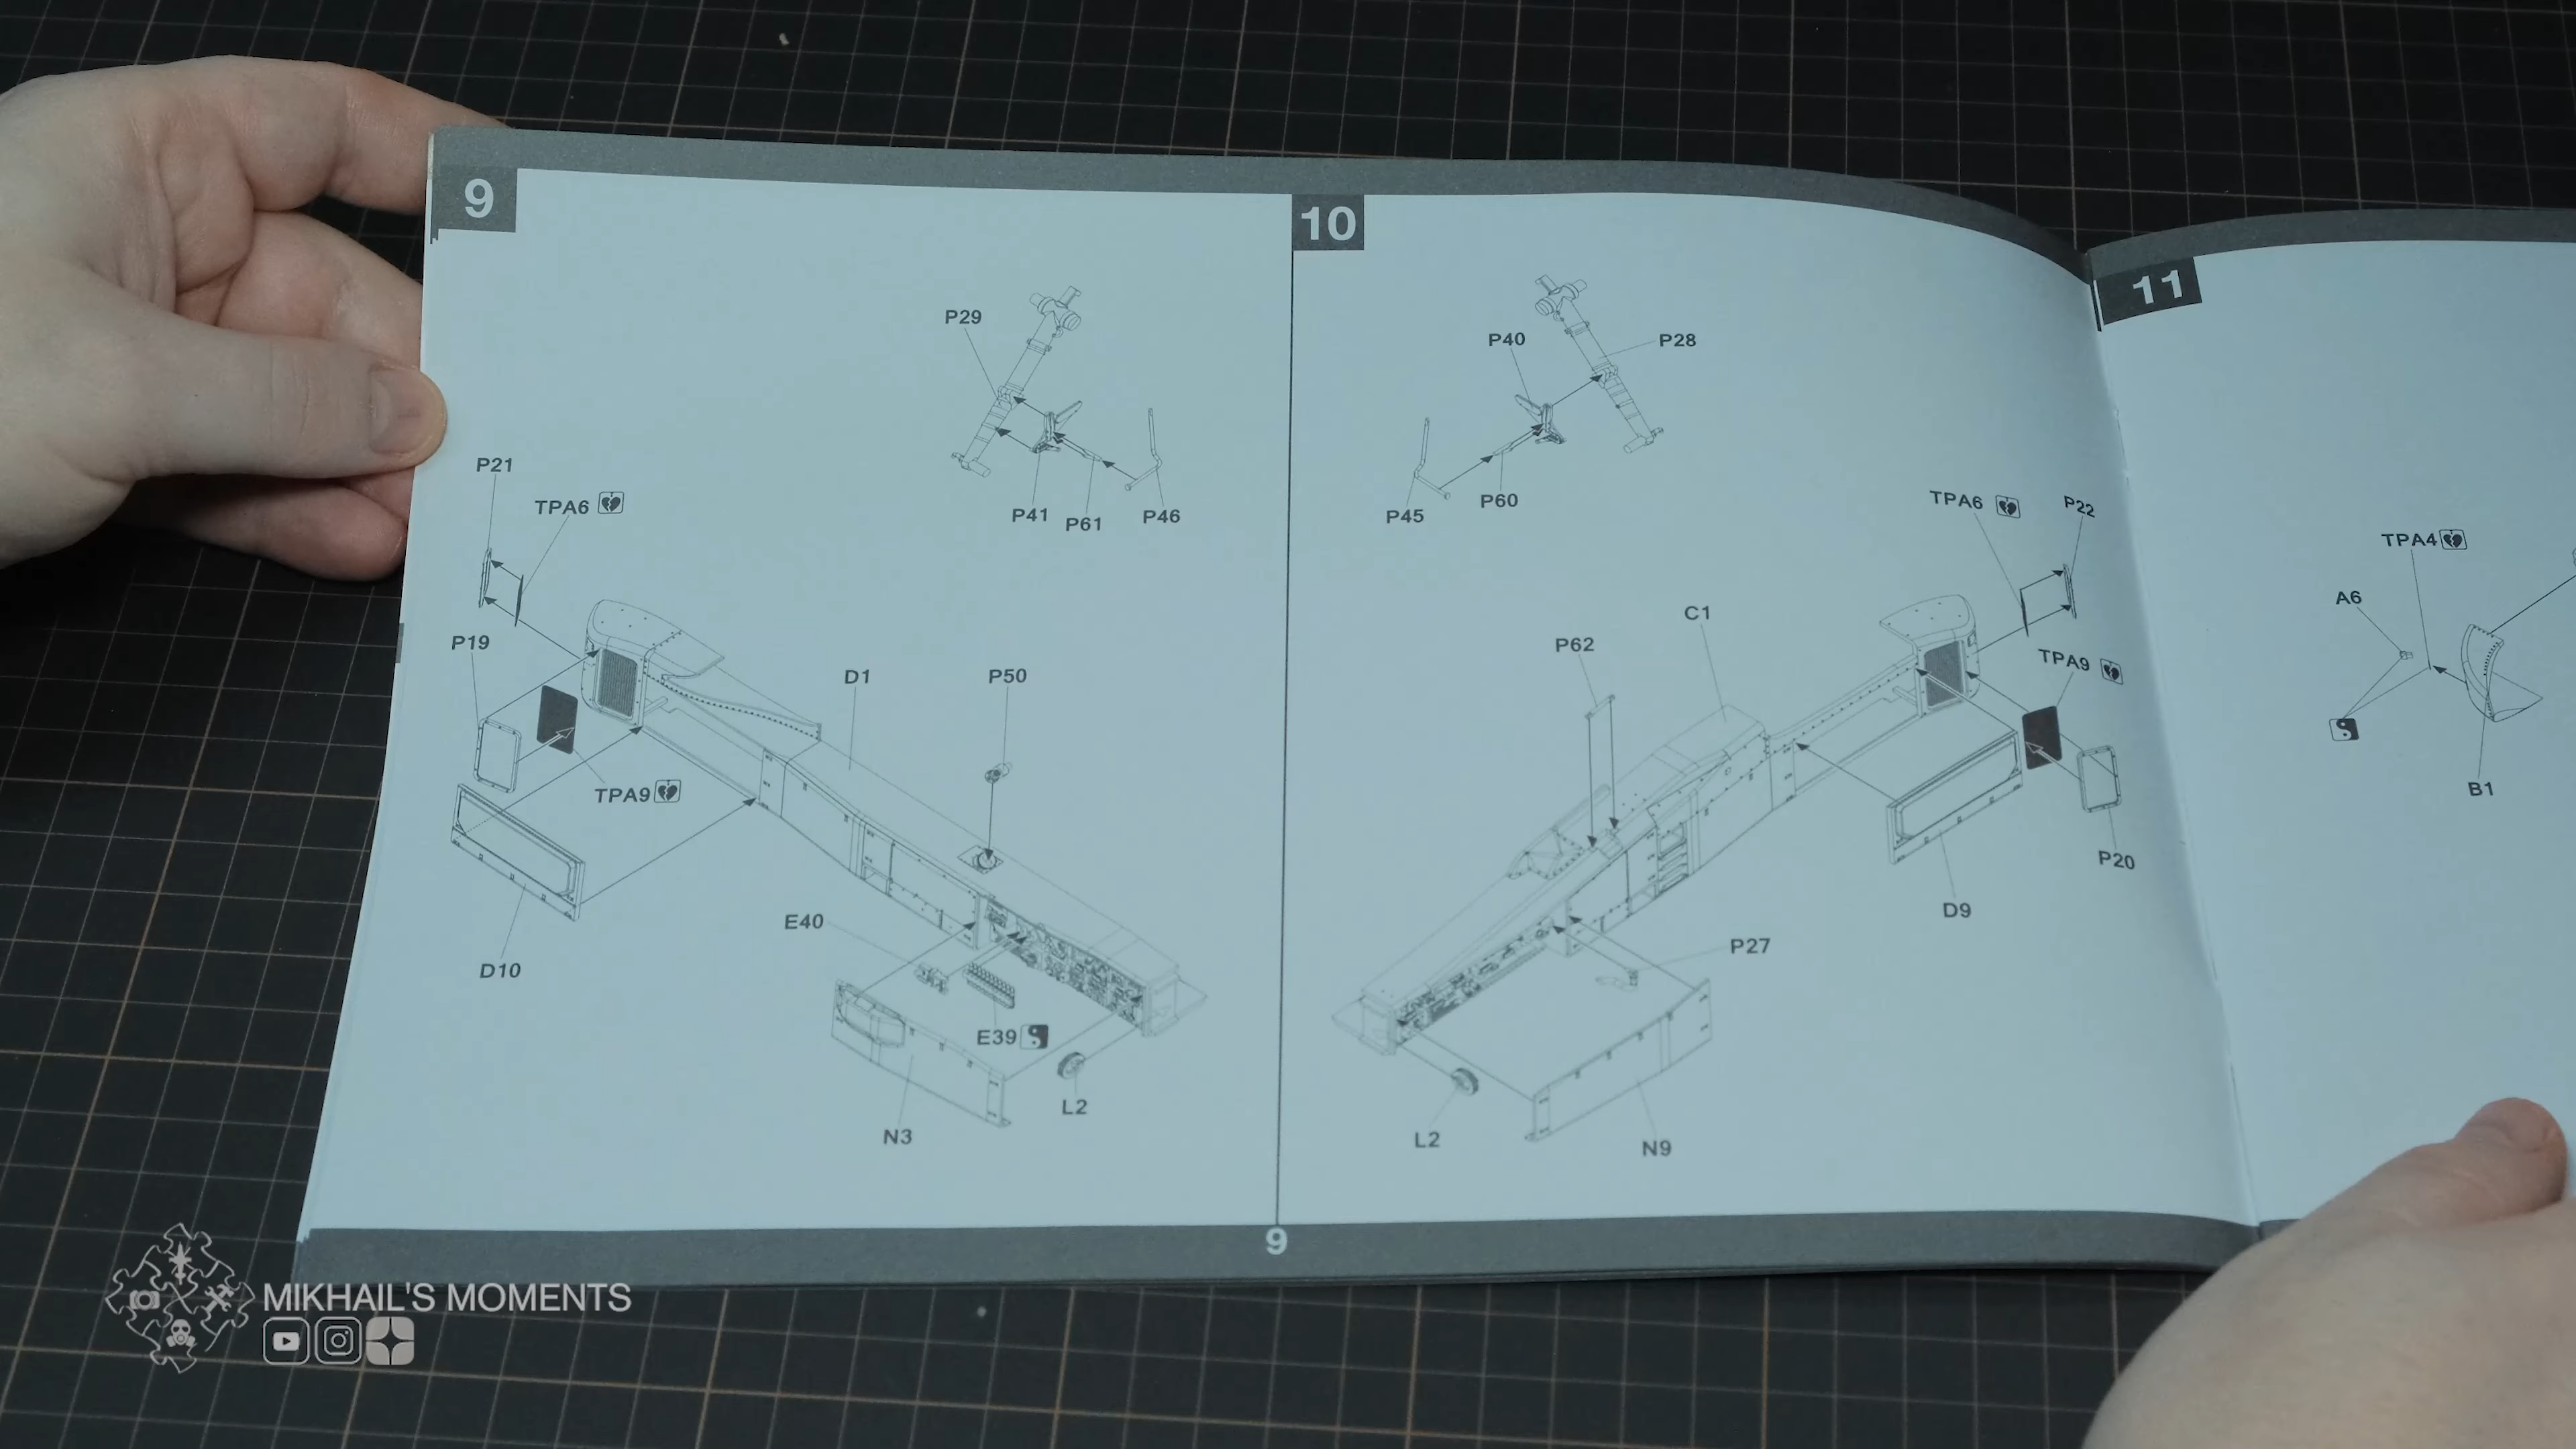 9
P29
P41
P61
P46
P21
TPA6
P19
TPA9
D1
P50
D10
E40
E39
N3
L2
10
P40
P28
P45
P60
TPA6
P22
C1
P62
TPA9
P20
D9
P27
L2
N9
11
TPA4
A6
B1
9
MIKHAIL'S MOMENTS